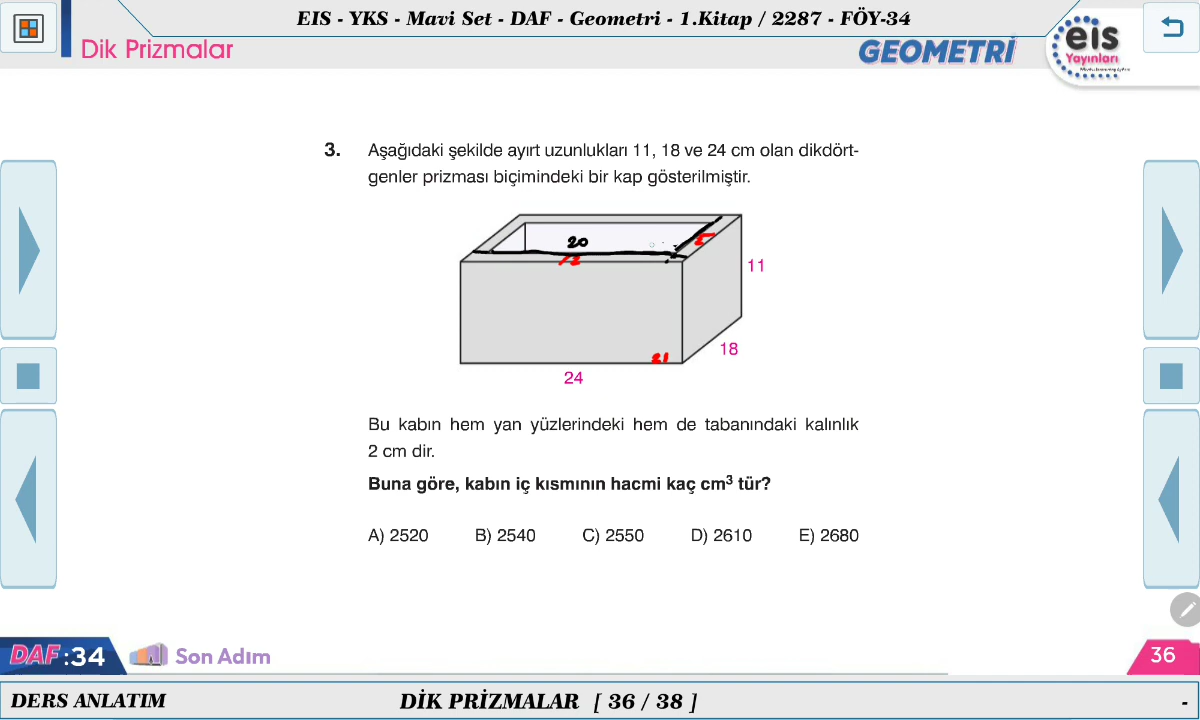 EIS - YKS - Mavi Set - DAF - Geometri - 1.Kitap / 2287 - FÖY-34
Dik Prizmalar
GEOMETRİ
eis
Yayınları
3. Aşağıdaki şekilde ayırt uzunlukları 11, 18 ve 24 cm olan dikdört-
genler prizması biçimindeki bir kap gösterilmiştir.
20
11
18
24
Bu kabın hem yan yüzlerindeki hem de tabanındaki kalınlık
2 cm dir.
Buna göre, kabın iç kısmının hacmi kaç cm³ tür?
A) 2520 B) 2540 C) 2550 D) 2610 E) 2680
DAF :34
Son Adım
36
DERS ANLATIM
DİK PRİZMALAR [ 36 / 38 ]
-